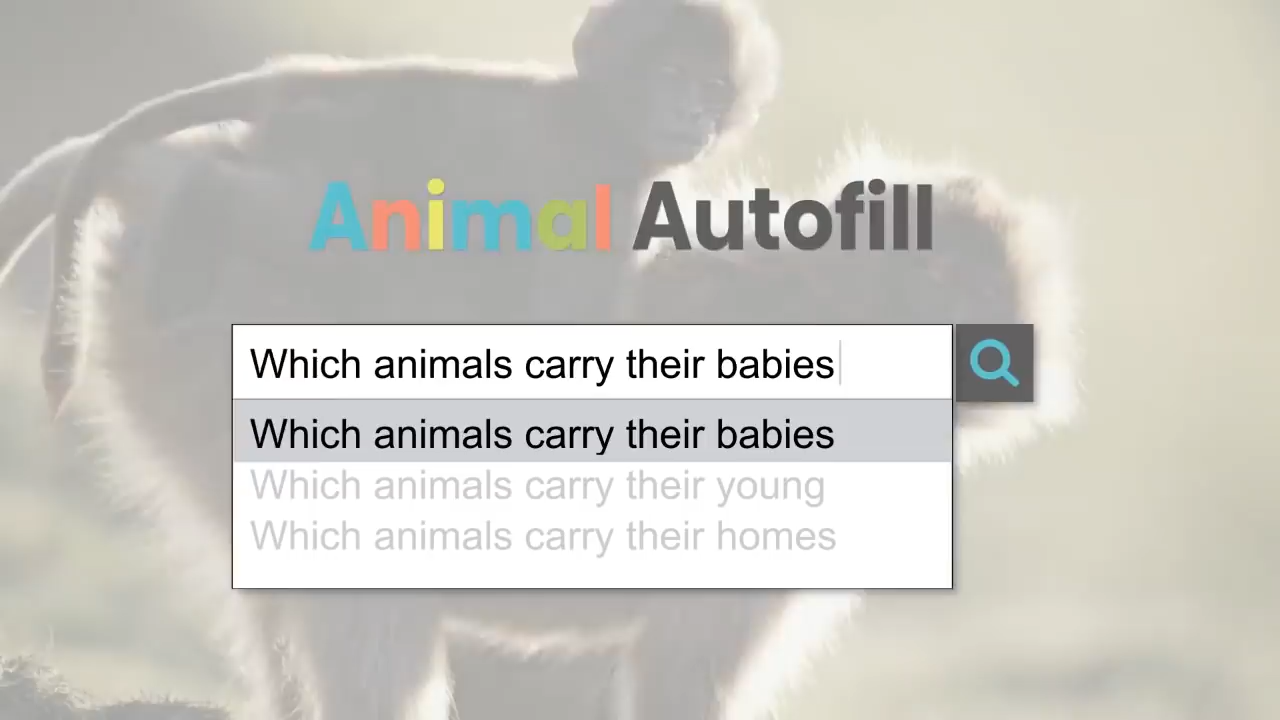 Animal Autofill
Which animals carry their babies
Which animals carry their babies
Which animals carry their young
Which animals carry their homes